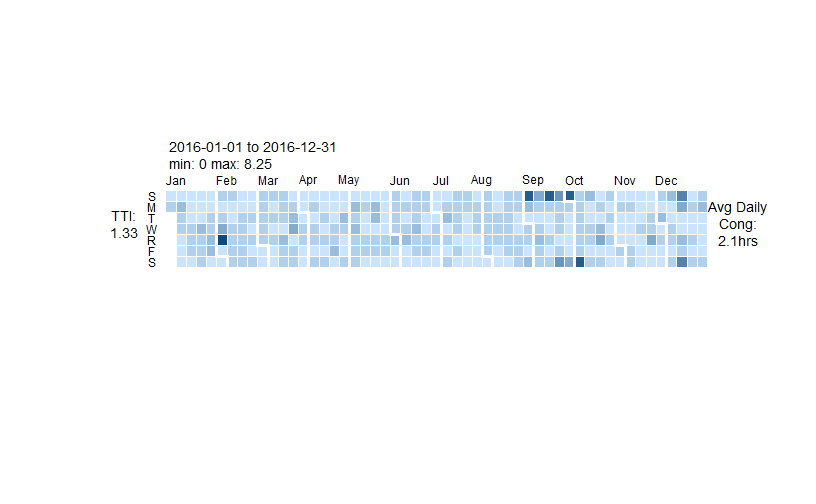 2016-01-01 to 2016-12-31
min: 0 max: 8.25
Jan Feb Mar Apr May Jun Jul Aug Sep Oct Nov Dec
S
M
T
W
R
F
S
TTI:
1.33
Avg Daily
Cong:
2.1hrs